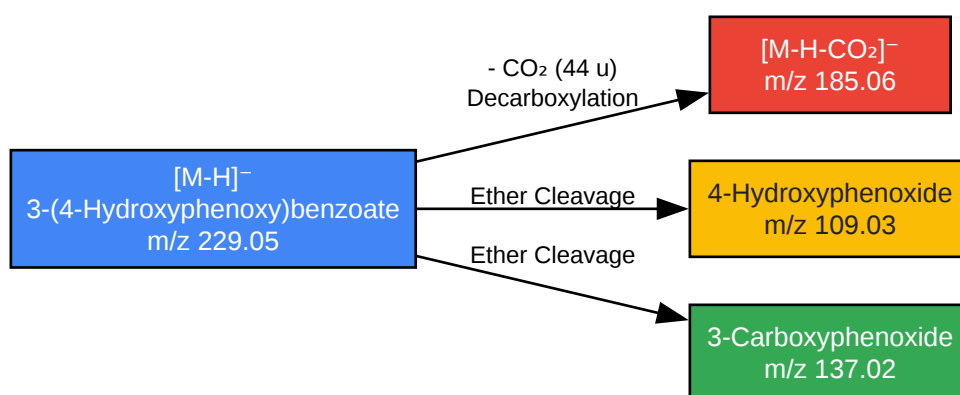 [M-H-CO₂]⁻
m/z 185.06
- CO₂ (44 u)
Decarboxylation
[M-H]⁻
3-(4-Hydroxyphenoxy)benzoate
m/z 229.05
Ether Cleavage
4-Hydroxyphenoxide
m/z 109.03
Ether Cleavage
3-Carboxyphenoxide
m/z 137.02